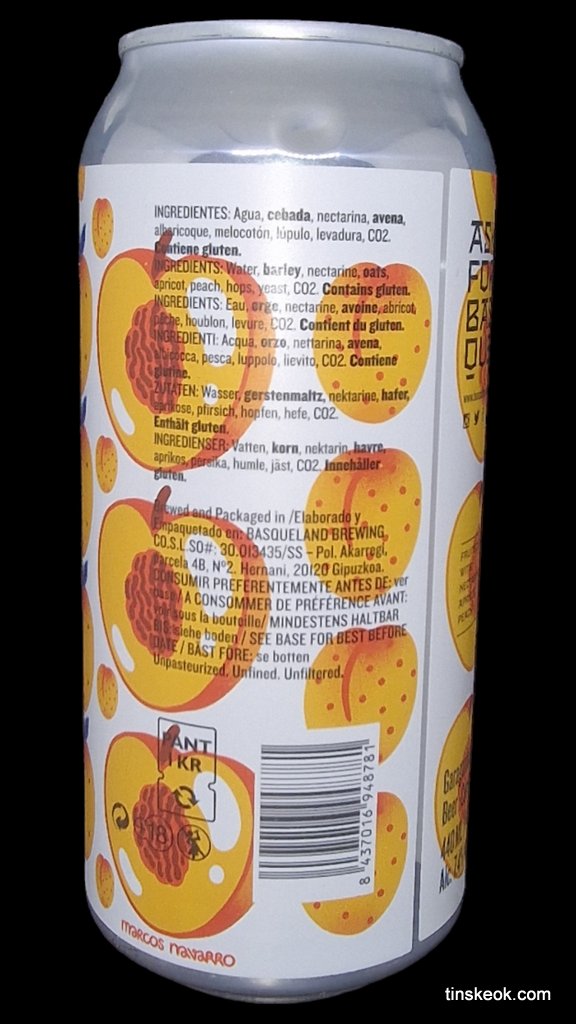 INGREDIENTES: Agua, cebada, nectarina, avena,
albaricoque, melocotón, lúpulo, levadura, CO2.
Contiene gluten.
INGREDIENTS: Water, barley, nectarine, oats,
apricot, peach, hops, yeast, CO2. Contains gluten.
INGREDIENTS: Eau, orge, nectarine, avoine, abricot,
pêche, houblon, levure, CO2. Contient du gluten.
INGREDIENTI: Acqua, orzo, nettarina, avena,
albicocca, pesca, luppolo, lievito, CO2. Contiene
glutine.
ZUTATEN: Wasser, gerstenmaltz, nektarine, hafer,
aprikose, pfirsich, hopfen, hefe, CO2.
Enthält gluten.
INGREDIENSER: Vatten, korn, nektarin, havre,
aprikos, persika, humle, jäst, CO2. Innehåller
gluten.
Brewed and Packaged in /Elaborado y
Empaquetado en: BASQUELAND BREWING
CO.S.L.SO#: 30.013435/SS – Pol. Akarregi,
Parcela 4B, Nº2. Hernani, 20120 Gipuzkoa.
CONSUMIR PREFERENTEMENTE ANTES DE: ver
base / A CONSOMMER DE PRÉFÉRENCE AVANT:
voir sous la bouteille/ MINDESTENS HALTBAR
BIS: siehe boden / SEE BASE FOR BEST BEFORE
DATE / BÄST FÖRE: se botten
Unpasteurized. Unfined. Unfiltered.
PANT
1 KR
18
8 437016 948781
MARCOS NAVARRO
Beer
440 M
ALC.
tinskeok.com